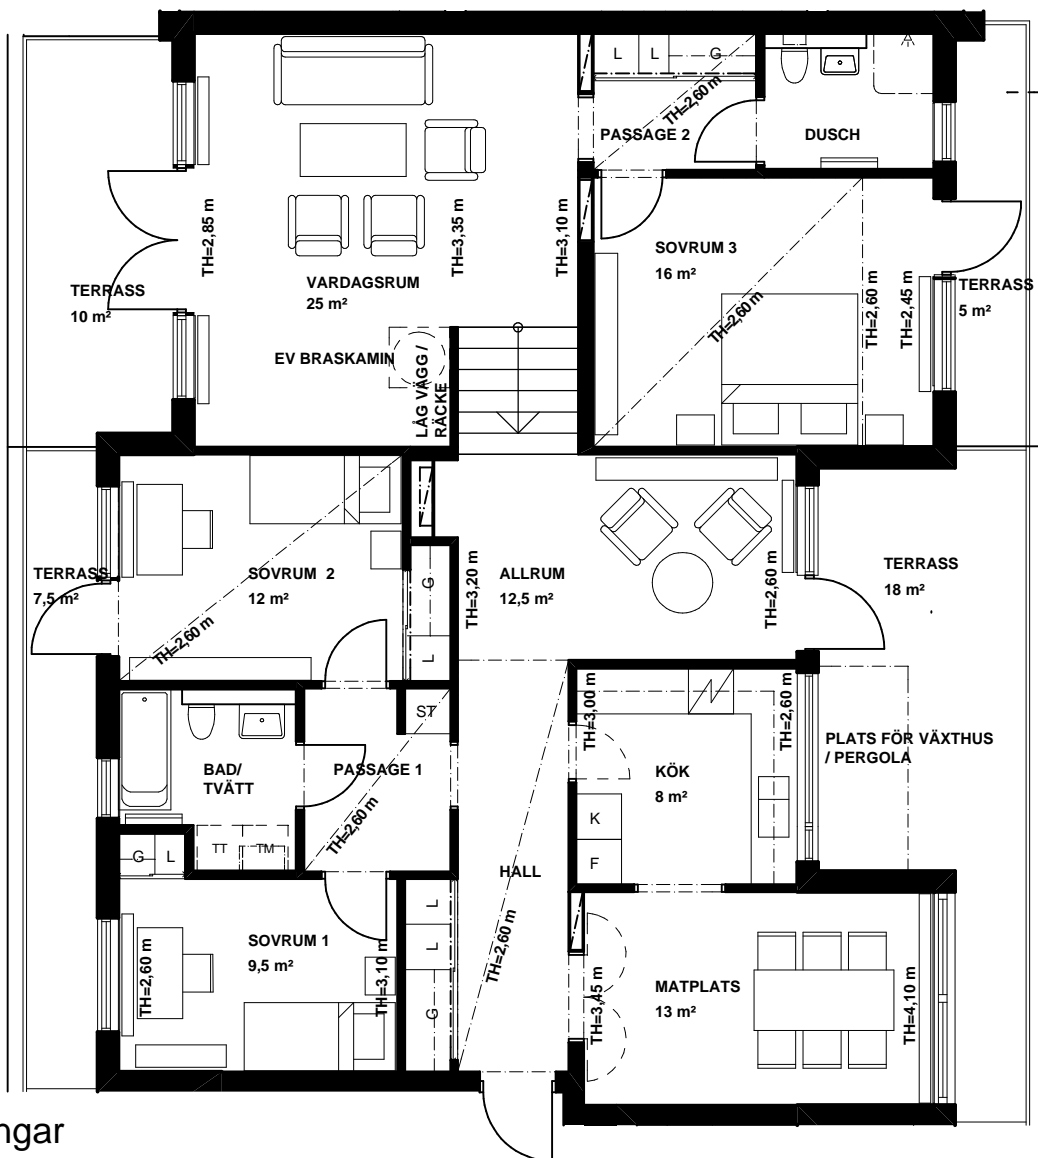 L
L
G
TH=2,60 m
PASSAGE 2
DUSCH
TH=2,85 m
TH=3,35 m
TH=3,10 m
SOVRUM 3
16 m²
TERRASS
10 m²
VARDAGSRUM
25 m²
TH=2,60 m
TH=2,60 m
TH=2,45 m
TERRASS
5 m²
EV BRASKAMIN
LÅG VÄGG /
RÄCKE
TERRASS
7,5 m²
SOVRUM 2
12 m²
TH=2,60 m
G
L
TH=3,20 m
ALLRUM
12,5 m²
TH=2,60 m
TERRASS
18 m²
ST
BAD/
TVÄTT
PASSAGE 1
TH=2,60 m
TH=3,00 m
KÖK
8 m²
TH=2,60 m
PLATS FÖR VÄXTHUS
/ PERGOLA
K
F
TT
TM
G
L
HALL
TH=2,60 m
SOVRUM 1
9,5 m²
TH=2,60 m
TH=3,10 m
L
L
G
TH=3,45 m
MATPLATS
13 m²
TH=4,10 m
ngar